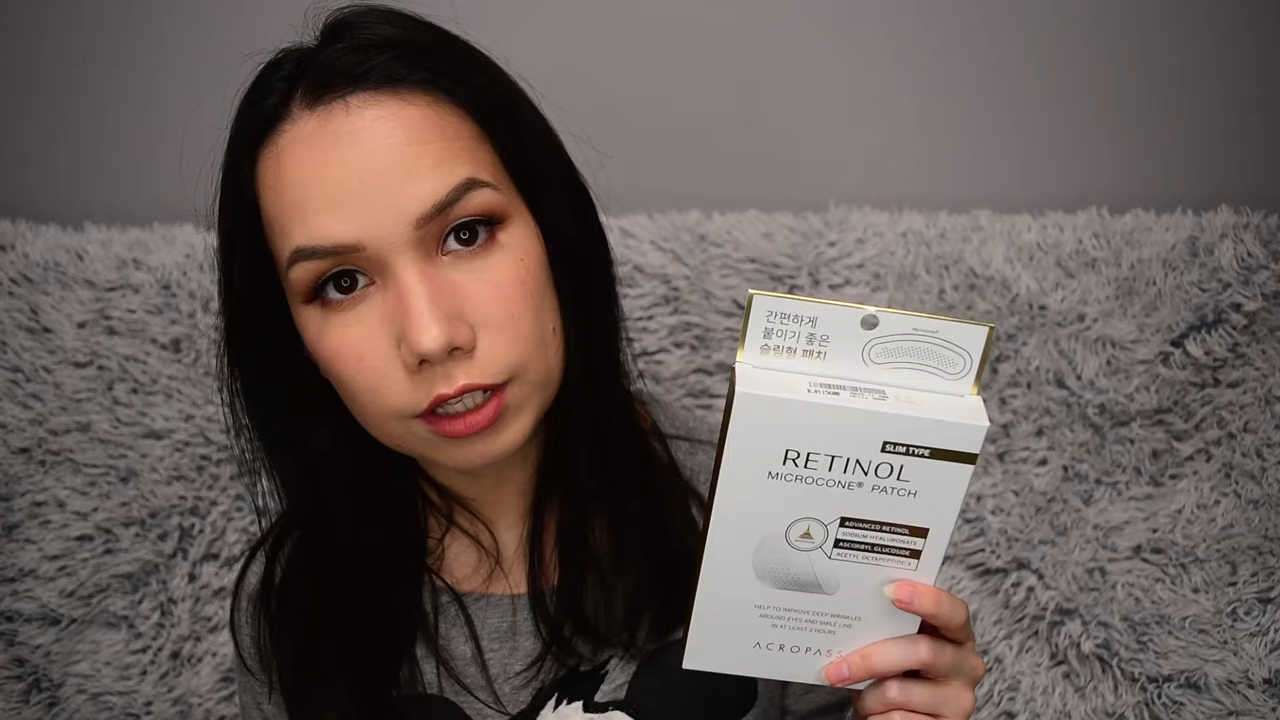 간편하게
붙이기 좋은
슬림형 패치
MICROCONE®
SLIM TYPE
RETINOL
MICROCONE® PATCH
ADVANCED RETINOL
SODIUM HYALURONATE
ASCORBYL GLUCOSIDE
ACETYL OCTAPEPTIDE-3
HELP TO IMPROVE DEEP WRINKLES
AROUND EYES AND SMILE LINE
IN AT LEAST 2 HOURS
ACROPASS